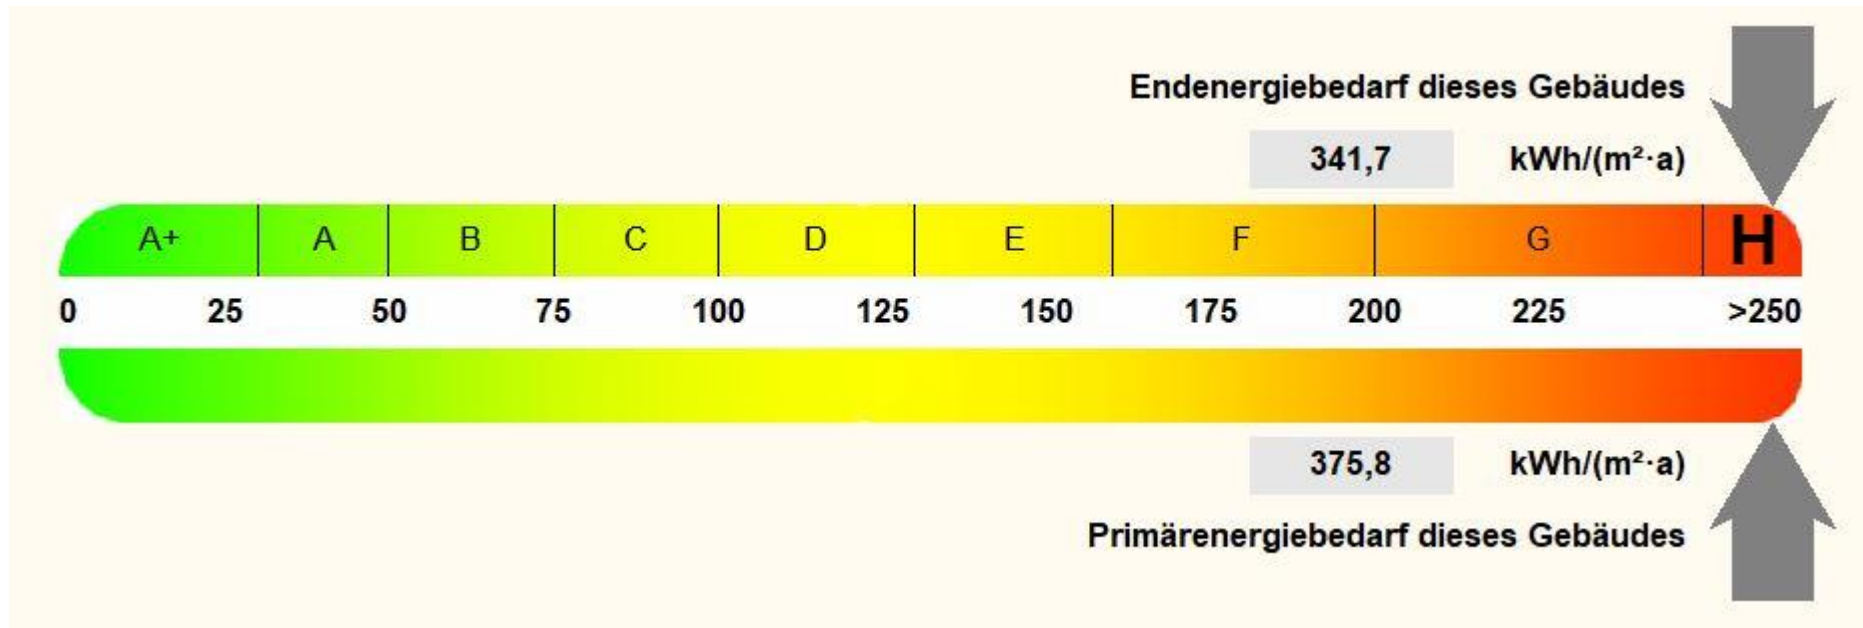 Endenergiebedarf dieses Gebäudes
341,7 kWh/(m²·a)
A+ A B C D E F G H
0 25 50 75 100 125 150 175 200 225 >250
375,8 kWh/(m²·a)
Primärenergiebedarf dieses Gebäudes